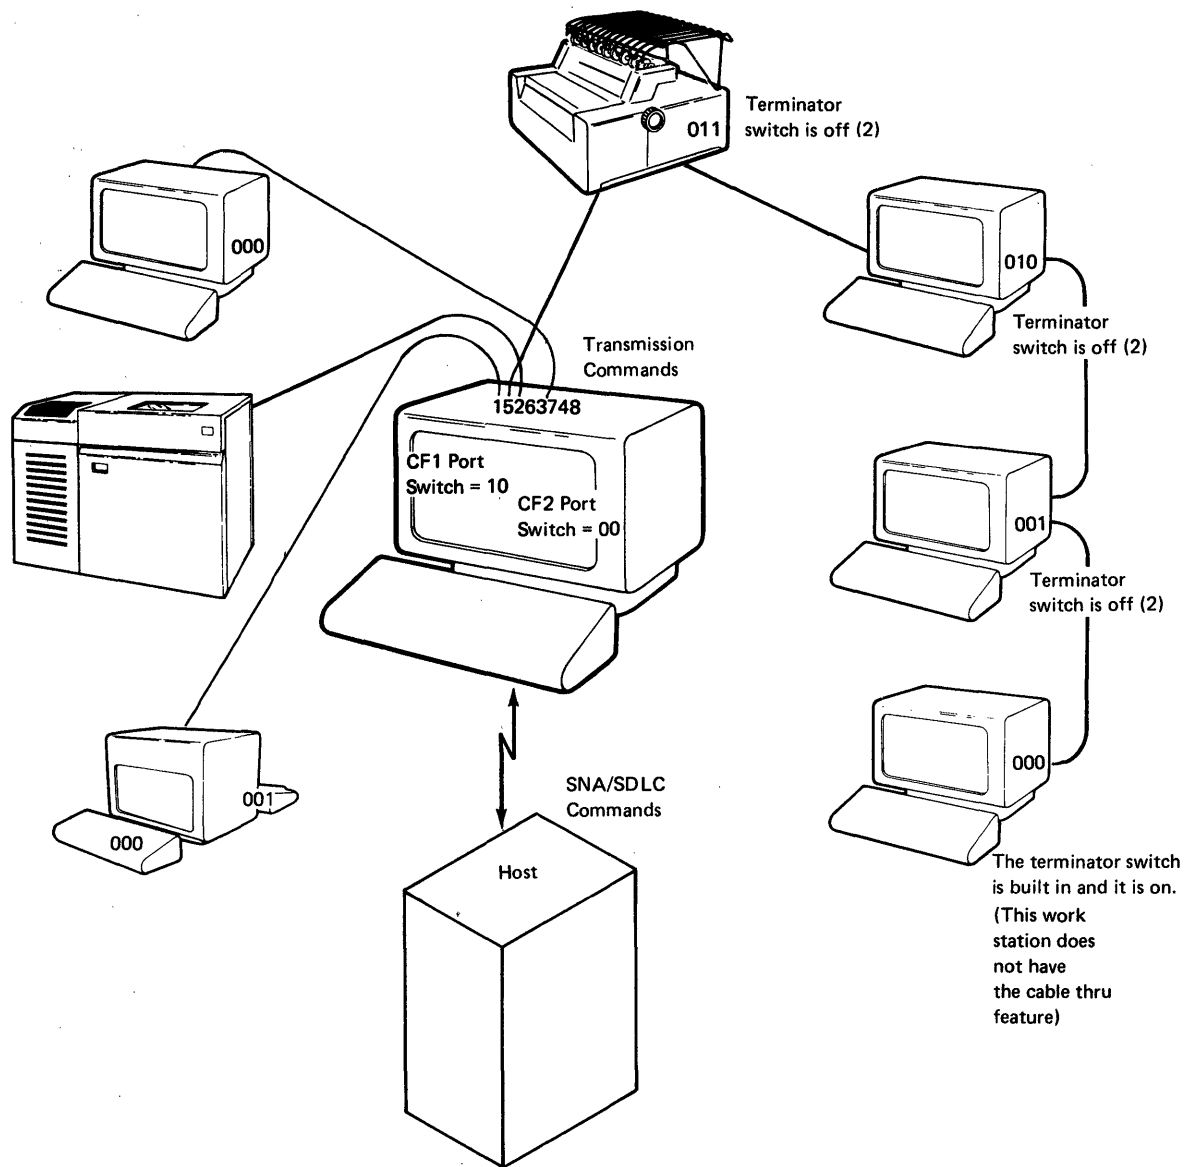 011
Terminator
switch is off (2)
000
010
Terminator
switch is off (2)
Transmission
Commands
15263748
CF1 Port
Switch = 10
CF2 Port
Switch = 00
001
Terminator
switch is off (2)
000
001
000
SNA/SDLC
Commands
Host
The terminator switch
is built in and it is on.
(This work
station does
not have
the cable thru
feature)